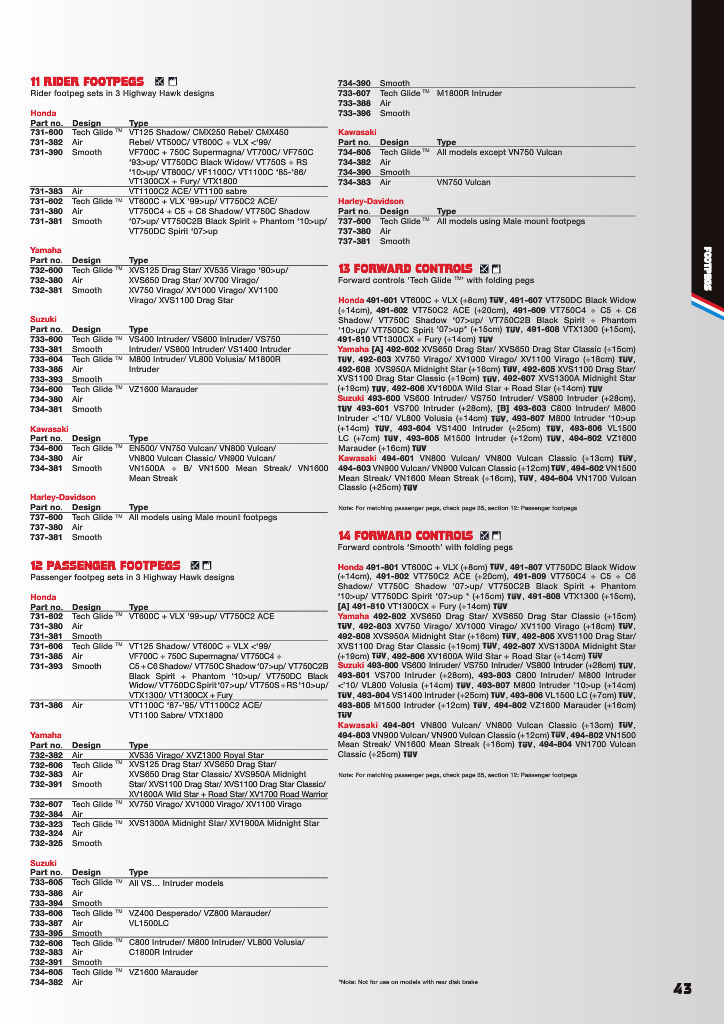 11 RIDER FOOTPEGS
Rider footpeg sets in 3 Highway Hawk designs
Honda
Part no. Design Type
731-600 Tech Glide ™ VT125 Shadow/ CMX250 Rebel/ CMX450
731-382 Air Rebel/ VT500C/ VT600C ÷ VLX <'99/
731-390 Smooth VF700C + 750C Supermagna/ VT700C/ VF750C
'93>up/ VT750DC Black Widow/ VT750S ÷ RS
'10>up/ VT800C/ VF1100C/ VT1100C '85-'86/
VT1300CX + Fury/ VTX1800
731-383 Air VT1100C2 ACE/ VT1100 sabre
731-602 Tech Glide ™ VT600C + VLX '99>up/ VT750C2 ACE/
731-380 Air VT750C4 + C5 + C6 Shadow/ VT750C Shadow
731-381 Smooth '07>up/ VT750C2B Black Spirit ÷ Phantom '10>up/
VT750DC Spirit '07>up
Yamaha
732-600 Tech Glide ™ XVS125 Drag Star/ XV535 Virago '90>up/
732-380 Air XVS650 Drag Star/ XV700 Virago/
732-381 Smooth XV750 Virago/ XV1000 Virago/ XV1100
Virago/ XVS1100 Drag Star
Suzuki
733-600 Tech Glide ™ VS400 Intruder/ VS600 Intruder/ VS750
733-381 Smooth Intruder/ VS800 Intruder/ VS1400 Intruder
733-604 Tech Glide ™ M800 Intruder/ VL800 Volusia/ M1800R
733-385 Air Intruder
733-393 Smooth
734-600 Tech Glide ™ VZ1600 Marauder
734-380 Air
734-381 Smooth
Kawasaki
Part no. Design Type
734-600 Tech Glide ™ EN500/ VN750 Vulcan/ VN800 Vulcan/
734-380 Air VN800 Vulcan Classic/ VN900 Vulcan/
734-381 Smooth VN1500A ÷ B/ VN1500 Mean Streak/ VN1600
Mean Streak
Harley-Davidson
Part no. Design Type
737-600 Tech Glide ™ All models using Male mount footpegs
737-380 Air
737-381 Smooth
12 PASSENGER FOOTPEGS
Passenger footpeg sets in 3 Highway Hawk designs
Honda
Part no. Design Type
731-602 Tech Glide ™ VT600C + VLX '99>up/ VT750C2 ACE
731-380 Air
731-381 Smooth
731-606 Tech Glide ™ VT125 Shadow/ VT600C + VLX <'99/
731-385 Air VF700C ÷ 750C Supermagna/ VT750C4 ÷
731-393 Smooth C5 + C6 Shadow/ VT750C Shadow '07>up/ VT750C2B
Black Spirit + Phantom '10>up/ VT750DC Black
Widow/ VT750DC Spirit '07>up/ VT750S ÷ RS '10>up/
VTX1300/ VT1300CX + Fury
731-386 Air VT1100C '87-'95/ VT1100C2 ACE/
VT1100 Sabre/ VTX1800
Yamaha
Part no. Design Type
732-382 Air XV535 Virago/ XVZ1300 Royal Star
732-606 Tech Glide ™ XVS125 Drag Star/ XVS650 Drag Star/
732-383 Air XVS650 Drag Star Classic/ XVS950A Midnight
732-391 Smooth Star/ XVS1100 Drag Star/ XVS1100 Drag Star Classic/
XV1600A Wild Star + Road Star/ XV1700 Road Warrior
732-607 Tech Glide ™ XV750 Virago/ XV1000 Virago/ XV1100 Virago
732-384 Air
732-323 Tech Glide ™ XVS1300A Midnight Star/ XV1900A Midnight Star
732-324 Air
732-325 Smooth
Suzuki
Part no. Design Type
733-605 Tech Glide ™ All VS... Intruder models
733-386 Air
733-394 Smooth
733-606 Tech Glide ™ VZ400 Desperado/ VZ800 Marauder/
733-387 Air VL1500LC
733-395 Smooth
732-606 Tech Glide ™ C800 Intruder/ M800 Intruder/ VL800 Volusia/
732-383 Air C1800R Intruder
732-391 Smooth
734-605 Tech Glide ™ VZ1600 Marauder
734-382 Air
734-390 Smooth
733-607 Tech Glide ™ M1800R Intruder
733-388 Air
733-396 Smooth
Kawasaki
Part no. Design Type
734-605 Tech Glide ™ All models except VN750 Vulcan
734-382 Air
734-390 Smooth
734-383 Air VN750 Vulcan
Harley-Davidson
Part no. Design Type
737-600 Tech Glide ™ All models using Male mount footpegs
737-380 Air
737-381 Smooth
13 FORWARD CONTROLS
Forward controls 'Tech Glide ™' with folding pegs
Honda 491-601 VT600C + VLX (+8cm) TÜV, 491-607 VT750DC Black Widow
(+14cm), 491-602 VT750C2 ACE (+20cm), 491-609 VT750C4 ÷ C5 + C6
Shadow/ VT750C Shadow '07>up/ VT750C2B Black Spirit ÷ Phantom
'10>up/ VT750DC Spirit '07>up* (+15cm) TÜV, 491-608 VTX1300 (+15cm),
491-610 VT1300CX ÷ Fury (+14cm) TÜV
Yamaha [A] 492-602 XVS650 Drag Star/ XVS650 Drag Star Classic (+15cm)
TÜV, 492-603 XV750 Virago/ XV1000 Virago/ XV1100 Virago (+18cm) TÜV,
492-608 XVS950A Midnight Star (+16cm) TÜV, 492-605 XVS1100 Drag Star/
XVS1100 Drag Star Classic (+19cm) TÜV, 492-607 XVS1300A Midnight Star
(+19cm) TÜV, 492-606 XV1600A Wild Star + Road Star (+14cm) TÜV
Suzuki 493-600 VS600 Intruder/ VS750 Intruder/ VS800 Intruder (+28cm),
TÜV 493-601 VS700 Intruder (+28cm), [B] 493-603 C800 Intruder/ M800
Intruder <'10/ VL800 Volusia (+14cm) TÜV, 493-607 M800 Intruder '10>up
(+14cm) TÜV, 493-604 VS1400 Intruder (+25cm) TÜV, 493-606 VL1500
LC (+7cm) TÜV, 493-605 M1500 Intruder (+12cm) TÜV, 494-602 VZ1600
Marauder (+16cm) TÜV
Kawasaki 494-601 VN800 Vulcan/ VN800 Vulcan Classic (÷13cm) TÜV,
494-603 VN900 Vulcan/ VN900 Vulcan Classic (+12cm) TÜV, 494-602 VN1500
Mean Streak/ VN1600 Mean Streak (÷16cm) TÜV, 494-604 VN1700 Vulcan
Classic (+25cm) TÜV
Note: For matching passenger pegs, check page 35, section 12: Passenger footpegs
14 FORWARD CONTROLS
Forward controls 'Smooth' with folding pegs
Honda 491-801 VT600C + VLX (+8cm) TÜV, 491-807 VT750DC Black Widow
(+14cm), 491-802 VT750C2 ACE (+20cm), 491-809 VT750C4 ÷ C5 ÷ C6
Shadow/ VT750C Shadow '07>up/ VT750C2B Black Spirit + Phantom
'10>up/ VT750DC Spirit '07>up * (+15cm) TÜV, 491-808 VTX1300 (÷15cm),
[A] 491-810 VT1300CX ÷ Fury (÷14cm) TÜV
Yamaha 492-802 XVS650 Drag Star/ XVS650 Drag Star Classic (+15cm)
TÜV, 492-803 XV750 Virago/ XV1000 Virago/ XV1100 Virago (+18cm) TÜV,
492-808 XVS950A Midnight Star (+16cm) TÜV, 492-805 XVS1100 Drag Star/
XVS1100 Drag Star Classic (+19cm) TÜV, 492-807 XVS1300A Midnight Star
(+19cm) TÜV, 492-806 XV1600A Wild Star + Road Star (÷14cm) TÜV
Suzuki 493-800 VS600 Intruder/ VS750 Intruder/ VS800 Intruder (+28cm) TÜV,
493-801 VS700 Intruder (÷28cm), 493-803 C800 Intruder/ M800 Intruder
<'10/ VL800 Volusia (+14cm) TÜV, 493-807 M800 Intruder '10>up (+14cm)
TÜV, 493-804 VS1400 Intruder (+25cm) TÜV, 493-806 VL1500 LC (+7cm) TÜV,
493-805 M1500 Intruder (÷12cm) TÜV, 494-802 VZ1600 Marauder (+16cm)
TÜV
Kawasaki 494-801 VN800 Vulcan/ VN800 Vulcan Classic (÷13cm) TÜV,
494-803 VN900 Vulcan/ VN900 Vulcan Classic (+12cm) TÜV, 494-802 VN1500
Mean Streak/ VN1600 Mean Streak (÷16cm) TÜV, 494-804 VN1700 Vulcan
Classic (÷25cm) TÜV
Note: For matching passenger pegs, check page 35, section 12: Passenger footpegs
*Note: Not for use on models with rear disk brake
FOOTPEGS
43